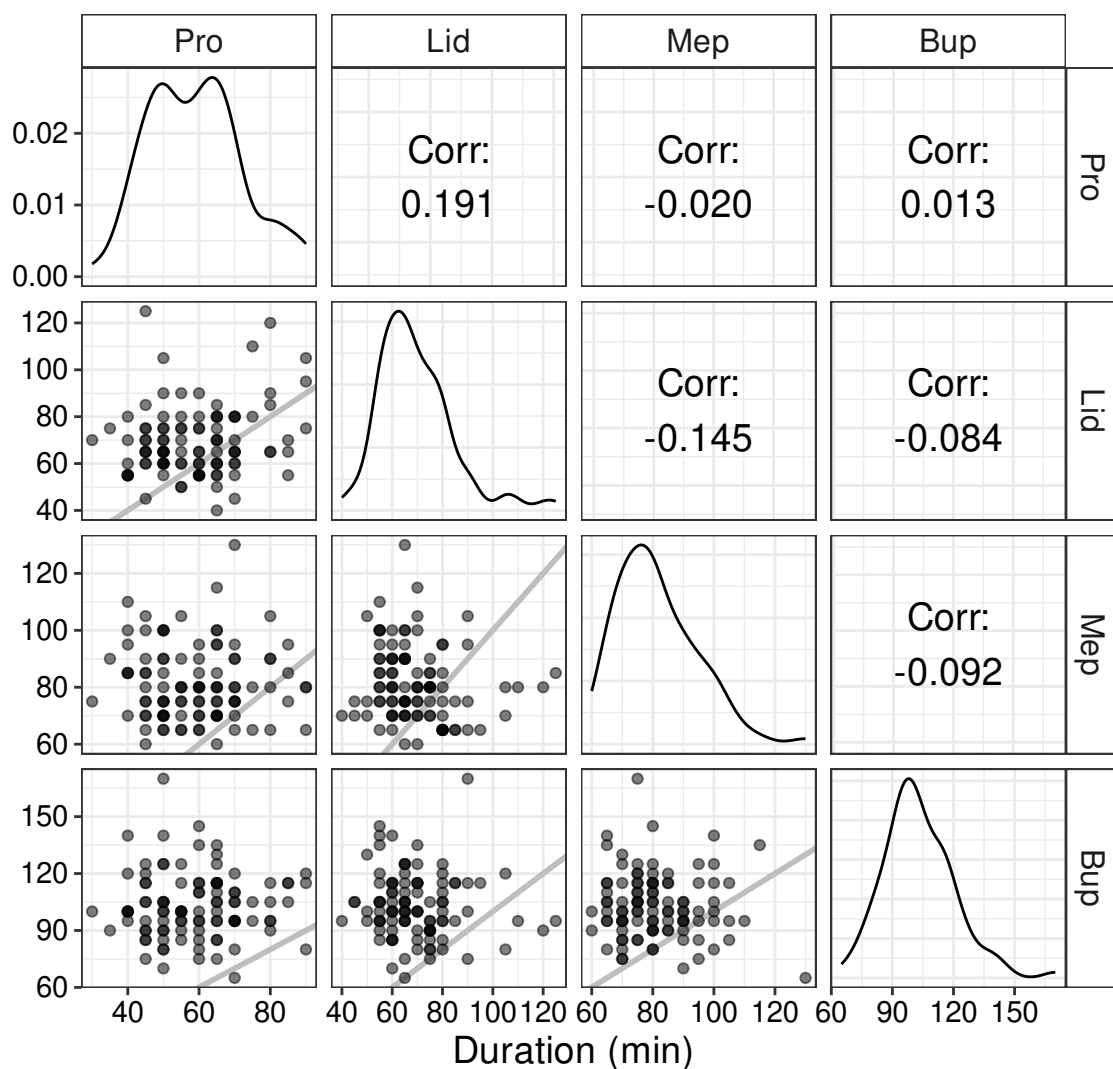 Pro
Lid
Mep
Bup
0.02
0.01
0.00
Corr:
0.191
Corr:
-0.020
Corr:
0.013
Pro
120
100
80
60
40
Corr:
-0.145
Corr:
-0.084
Lid
120
100
80
60
Corr:
-0.092
Mep
150
120
90
60
Bup
40 60 80
40 60 80 100 120
60 80 100 120
60 90 120 150
Duration (min)